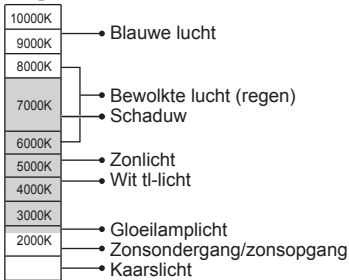 10000K
Blauwe lucht
9000K
8000K
Bewolkte lucht (regen)
7000K
Schaduw
6000K
Zonlicht
5000K
Wit tl-licht
4000K
3000K
Gloeilamplicht
2000K
Zonsondergang/zonsopgang
Kaarslicht